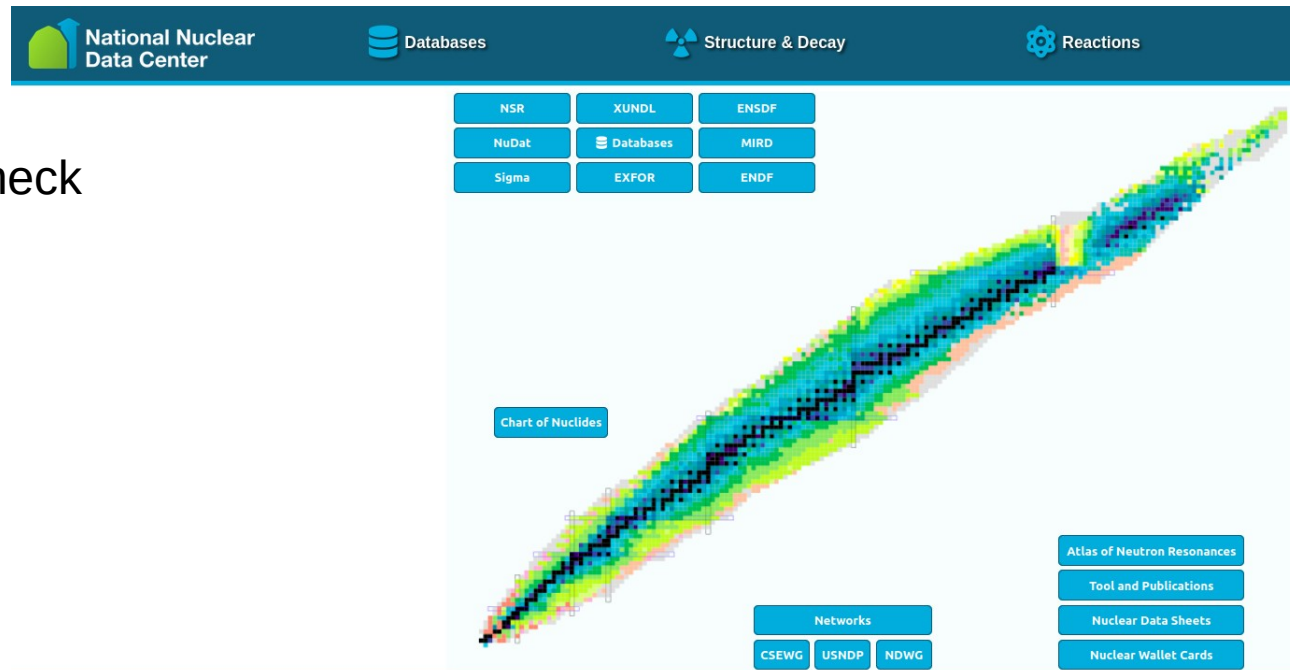 National Nuclear
Data Center
Databases
Structure & Decay
Reactions
NSR
XUNDL
ENSDF
NuDat
Databases
MIRD
Sigma
EXFOR
ENDF
Chart of Nuclides
Atlas of Neutron Resonances
Tool and Publications
Networks
Nuclear Data Sheets
CSEWG
USNDP
NDWG
Nuclear Wallet Cards